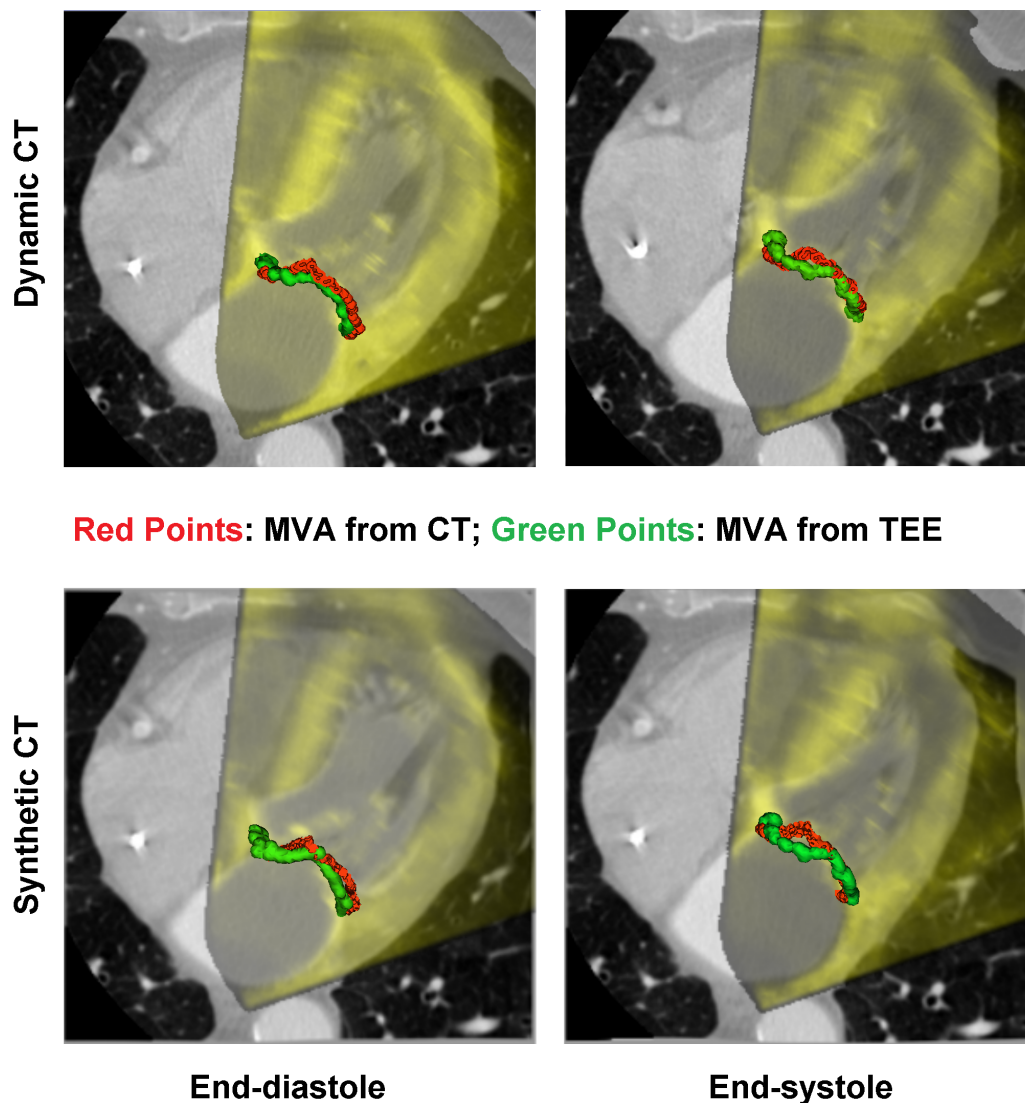 Dynamic CT
Red Points: MVA from CT; Green Points: MVA from TEE
Synthetic CT
End-diastole
End-systole